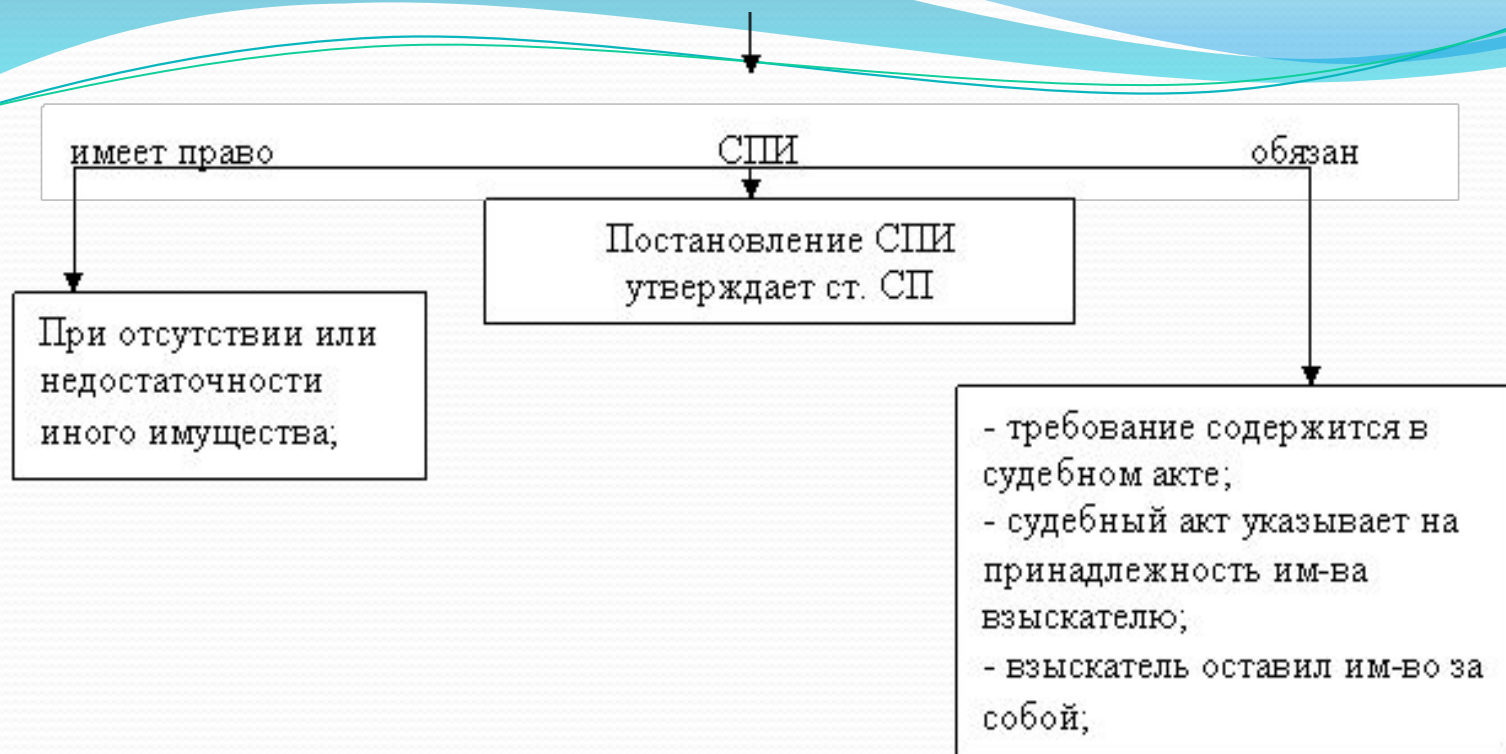 имеет право СПИ обязан
Постановление СПИ
утверждает ст. СП
При отсутствии или
недостаточности
иного имущества;
- требование содержится в
судебном акте;
- судебный акт указывает на
принадлежность им-ва
взыскателю;
- взыскатель оставил им-во за
собой;